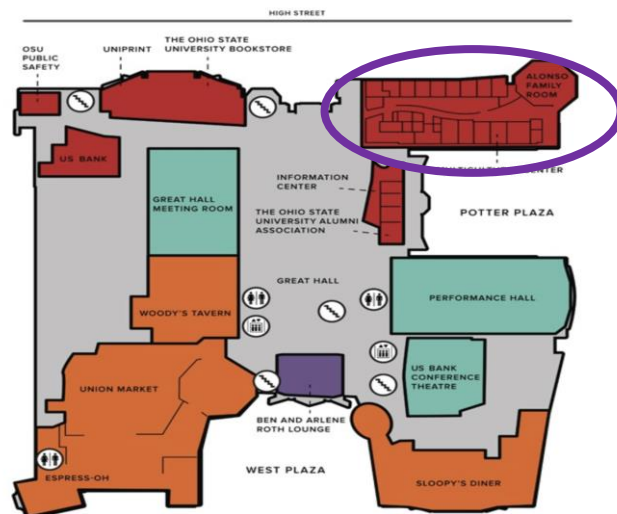 HIGH STREET
OSU
PUBLIC
SAFETY
UNIPRINT
THE OHIO STATE
UNIVERSITY BOOKSTORE
ALONSO
FAMILY
ROOM
US BANK
GREAT HALL
MEETING ROOM
INFORMATION
CENTER
THE OHIO STATE
UNIVERSITY ALUMNI
ASSOCIATION
POTTER PLAZA
GREAT HALL
PERFORMANCE HALL
WOODY'S TAVERN
US BANK
CONFERENCE
THEATRE
UNION MARKET
BEN AND ARLENE
ROTH LOUNGE
WEST PLAZA
ESPRESS-OH
SLOOPY'S DINER